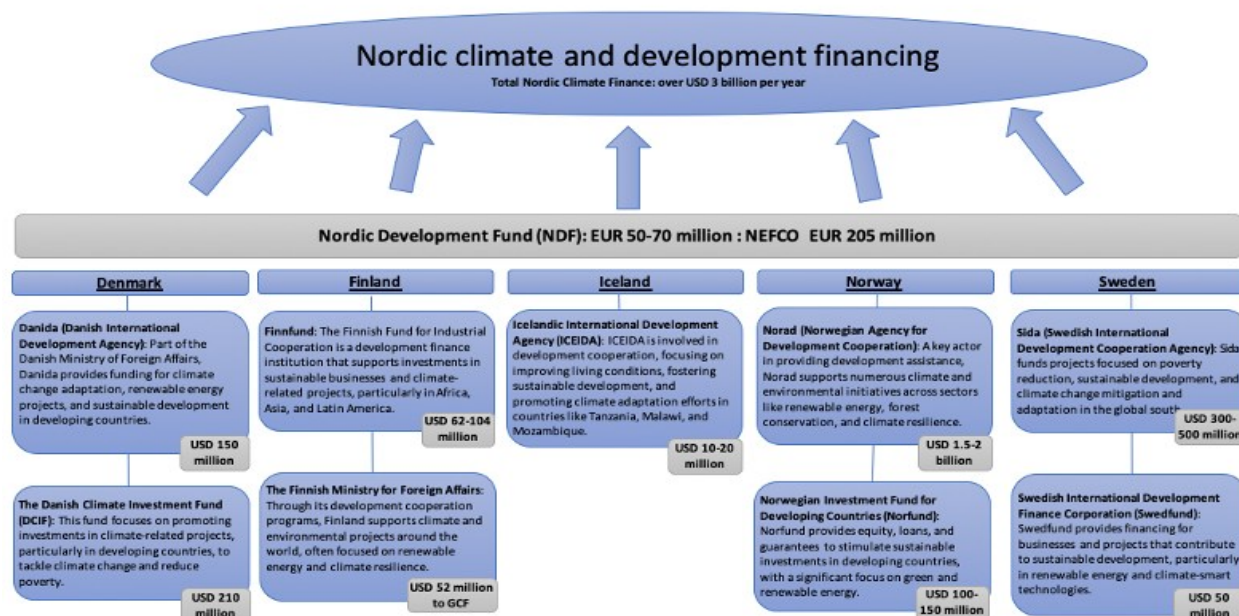 Nordic climate and development financing
Total Nordic Climate Finance: over USD 3 billion per year
Nordic Development Fund (NDF): EUR 50-70 million : NEFCO EUR 205 million
Denmark
Danida (Danish International
Development Agency): Part of the
Danish Ministry of Foreign Affairs,
Danida provides funding for climate
change adaptation, renewable energy
projects, and sustainable development
in developing countries.
USD 150
million
The Danish Climate Investment Fund
(DCIF): This fund focuses on promoting
investments in climate-related projects,
particularly in developing countries, to
tackle climate change and reduce
poverty.
USD 210
million
Finland
Finnfund: The Finnish Fund for Industrial
Cooperation is a development finance
institution that supports investments in
sustainable businesses and climate-
related projects, particularly in Africa,
Asia, and Latin America.
USD 62-104
million
The Finnish Ministry for Foreign Affairs:
Through its development cooperation
programs, Finland supports climate and
environmental projects around the
world, often focused on renewable
energy and climate resilience.
USD 52 million
to GCF
Iceland
Icelandic International Development
Agency (ICEIDA): ICEIDA is involved in
development cooperation, focusing on
improving living conditions, fostering
sustainable development, and
promoting climate adaptation efforts in
countries like Tanzania, Malawi, and
Mozambique.
USD 10-20
million
Norway
Norad (Norwegian Agency for
Development Cooperation): A key
actor in providing development assistance,
Norad supports numerous climate and
environmental initiatives across sectors
like renewable energy, forest
conservation, and climate resilience.
USD 1.5-2
billion
Norwegian Investment Fund for
Developing Countries (Norfund):
Norfund provides equity, loans, and
guarantees to stimulate sustainable
investments in developing countries,
with a significant focus on green and
renewable energy.
USD 100-
150 million
Sweden
Sida (Swedish International
Development Cooperation Agency): Sida
funds projects focused on poverty
reduction, sustainable development, and
climate change mitigation and
adaptation in the global south.
USD 300-
500 million
Swedish International Development
Finance Corporation (Swedfund):
Swedfund provides financing for
businesses and projects that contribute
to sustainable development, particularly
in renewable energy and climate-smart
technologies.
USD 50
million